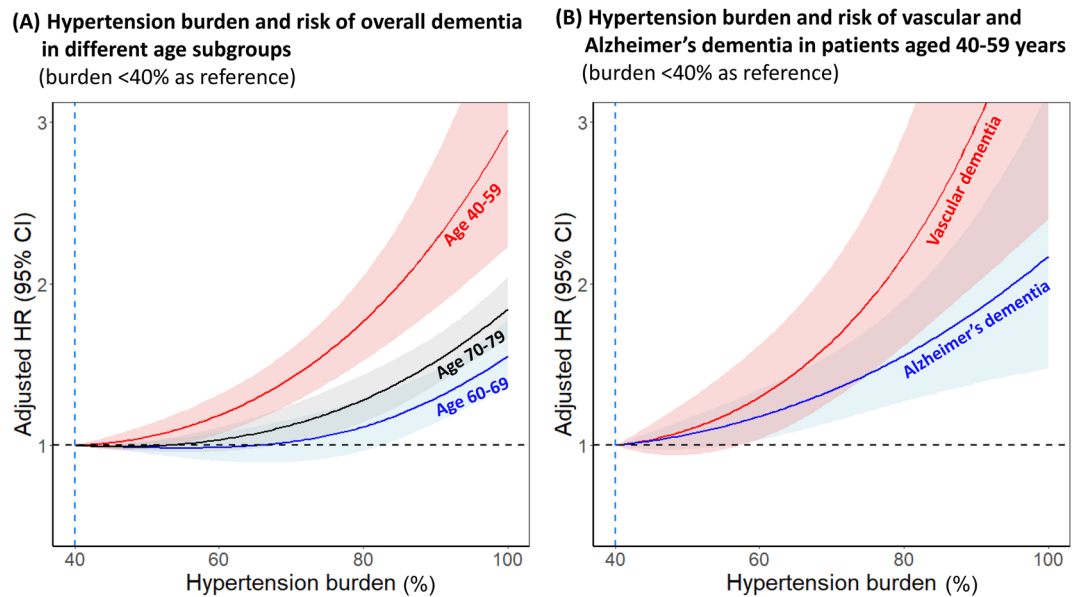 (A) Hypertension burden and risk of overall dementia
in different age subgroups
(burden <40% as reference)
3
2
1
Adjusted HR (95% CI)
Age 40-59
Age 70-79
Age 60-69
40
60
80
100
Hypertension burden (%)
(B) Hypertension burden and risk of vascular and
Alzheimer’s dementia in patients aged 40-59 years
(burden <40% as reference)
3
2
1
Adjusted HR (95% CI)
Vascular dementia
Alzheimer’s dementia
40
60
80
100
Hypertension burden (%)